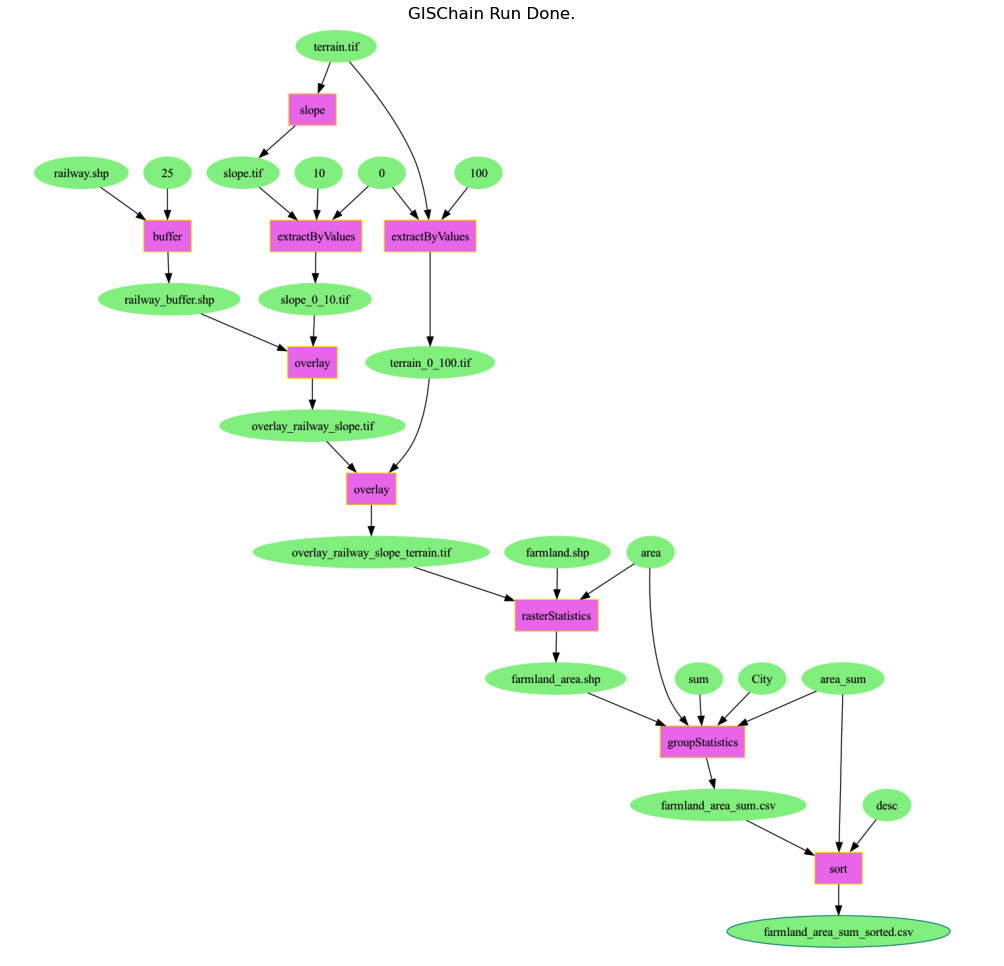 GISChain Run Done.
terrain.tif
slope
railway.shp
25
slope.tif
10
0
100
buffer
extractByValues
extractByValues
railway_buffer.shp
slope_0_10.tif
overlay
terrain_0_100.tif
overlay_railway_slope.tif
overlay
overlay_railway_slope_terrain.tif
farmland.shp
area
rasterStatistics
farmland_area.shp
sum
City
area_sum
groupStatistics
farmland_area_sum.csv
desc
sort
farmland_area_sum_sorted.csv